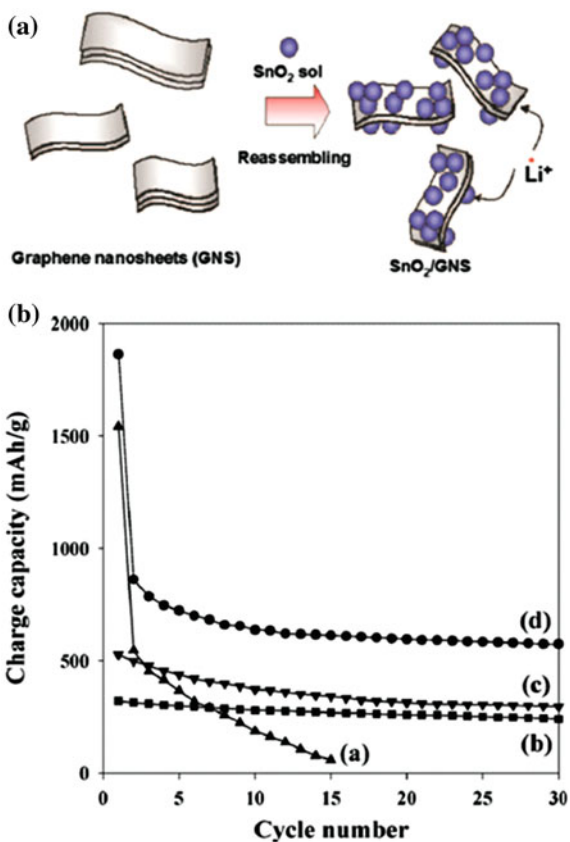 (a)
SnO₂ sol
Reassembling
Li⁺
Graphene nanosheets (GNS)
SnO₂/GNS
(b)
2000
1500
1000
500
0
Charge capacity (mAh/g)
(d)
(c)
(b)
(a)
0 5 10 15 20 25 30
Cycle number